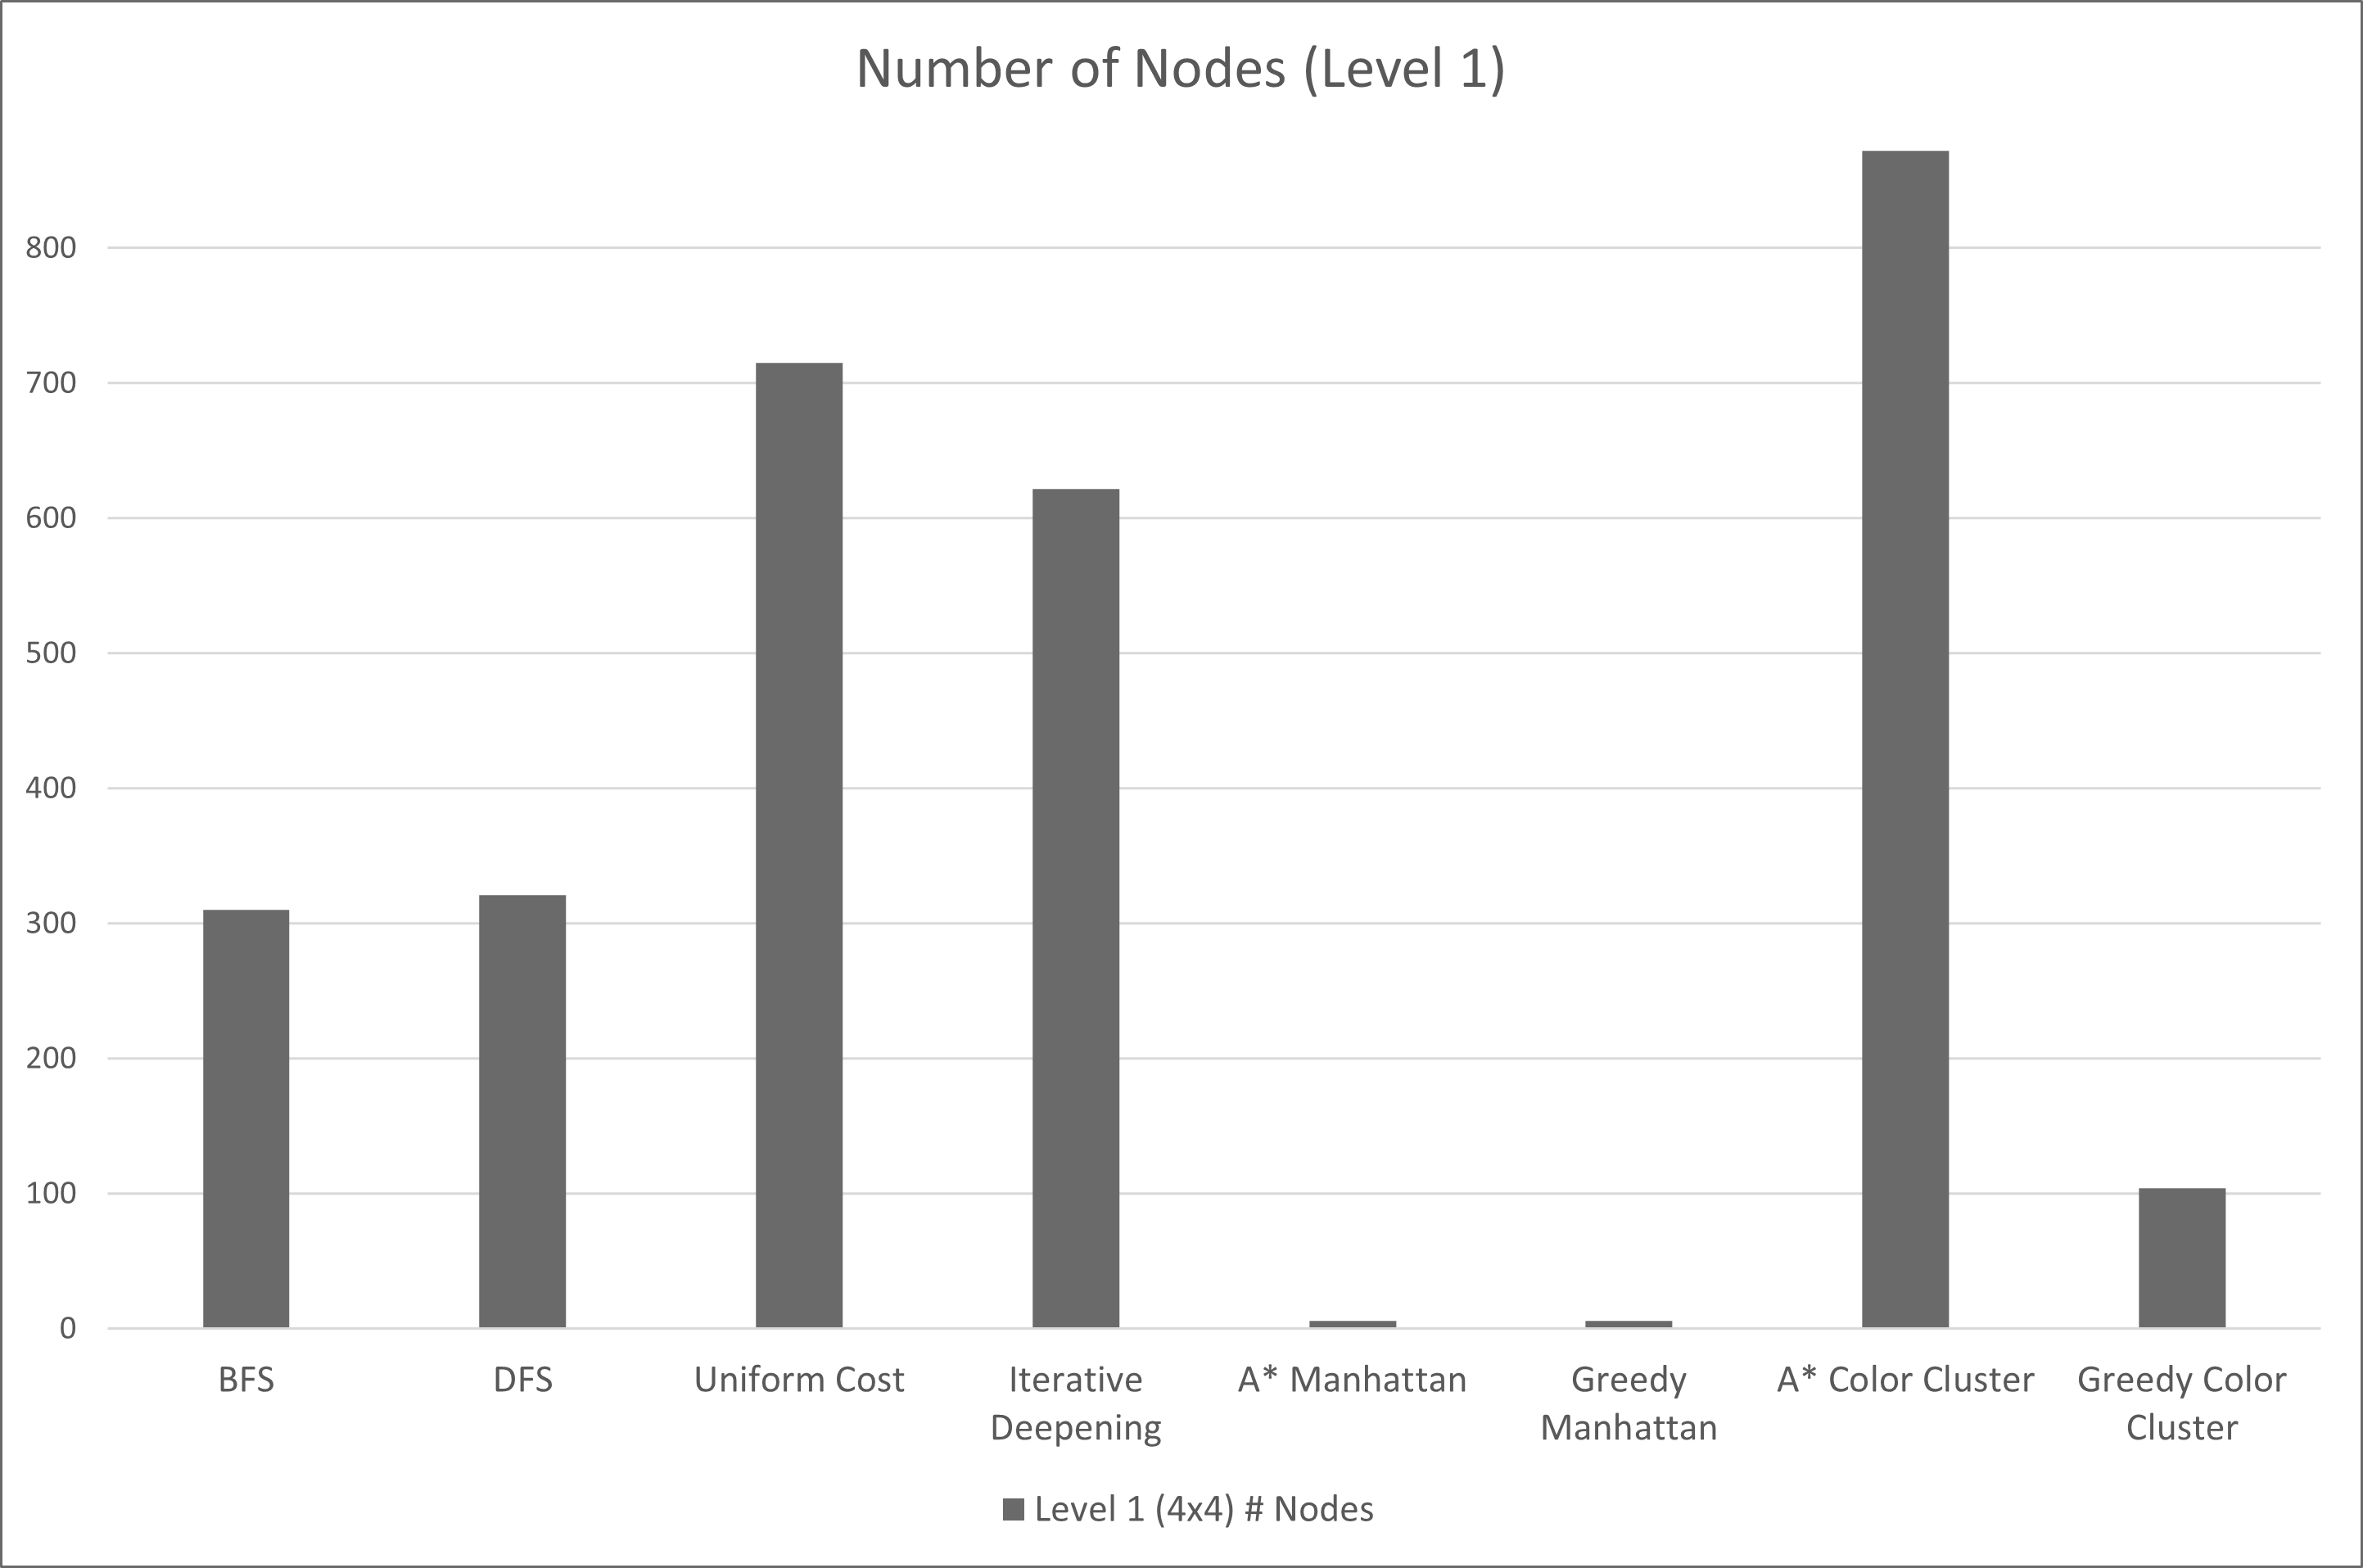 Number of Nodes (Level 1)
800
700
600
500
400
300
200
100
0
BFS
DFS
Uniform Cost
Iterative
Deepening
A* Manhattan
Greedy
Manhattan
A* Color Cluster
Greedy Color
Cluster
Level 1 (4x4) # Nodes